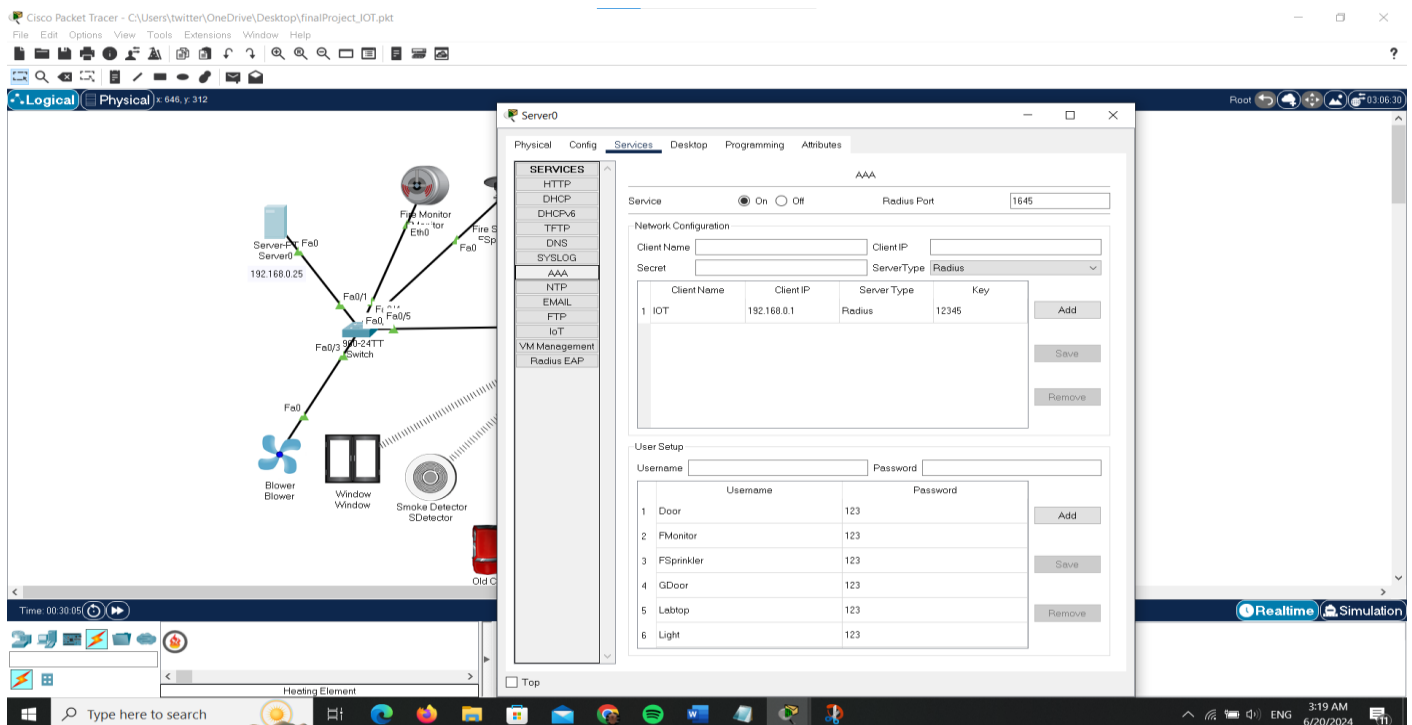 Cisco Packet Tracer - C:\Users\twitter\OneDrive\Desktop\finalProject_IOT.pkt
File Edit Options View Tools Extensions Window Help
?
Logical Physical x: 646, y: 312 Root 03:06:30
Server0
Physical Config Services Desktop Programming Attributes
SERVICES
HTTP
DHCP
DHCPv6
TFTP
DNS
SYSLOG
AAA
NTP
EMAIL
FTP
IoT
VM Management
Radius EAP
AAA
Service On Off Radius Port 1645
Network Configuration
Client Name Client IP
Secret ServerType Radius
Client Name Client IP Server Type Key
1 IOT 192.168.0.1 Radius 12345
Add
Save
Remove
User Setup
Username Password
Username Password
1 Door 123
2 FMonitor 123
3 FSprinkler 123
4 GDoor 123
5 Labtop 123
6 Light 123
Add
Save
Remove
Top
Fire Monitor
Eth0
Fire S
FSp
Fa0
Server-PT Fa0
Server0
192.168.0.25
Fa0/1
Fa0/5
Fa0/3
Switch
Fa0
Blower
Blower
Window
Window
Smoke Detector
SDetector
Old C
Time: 00:30:05
Realtime Simulation
Heating Element
Type here to search
ENG
3:19 AM
6/20/2024
11